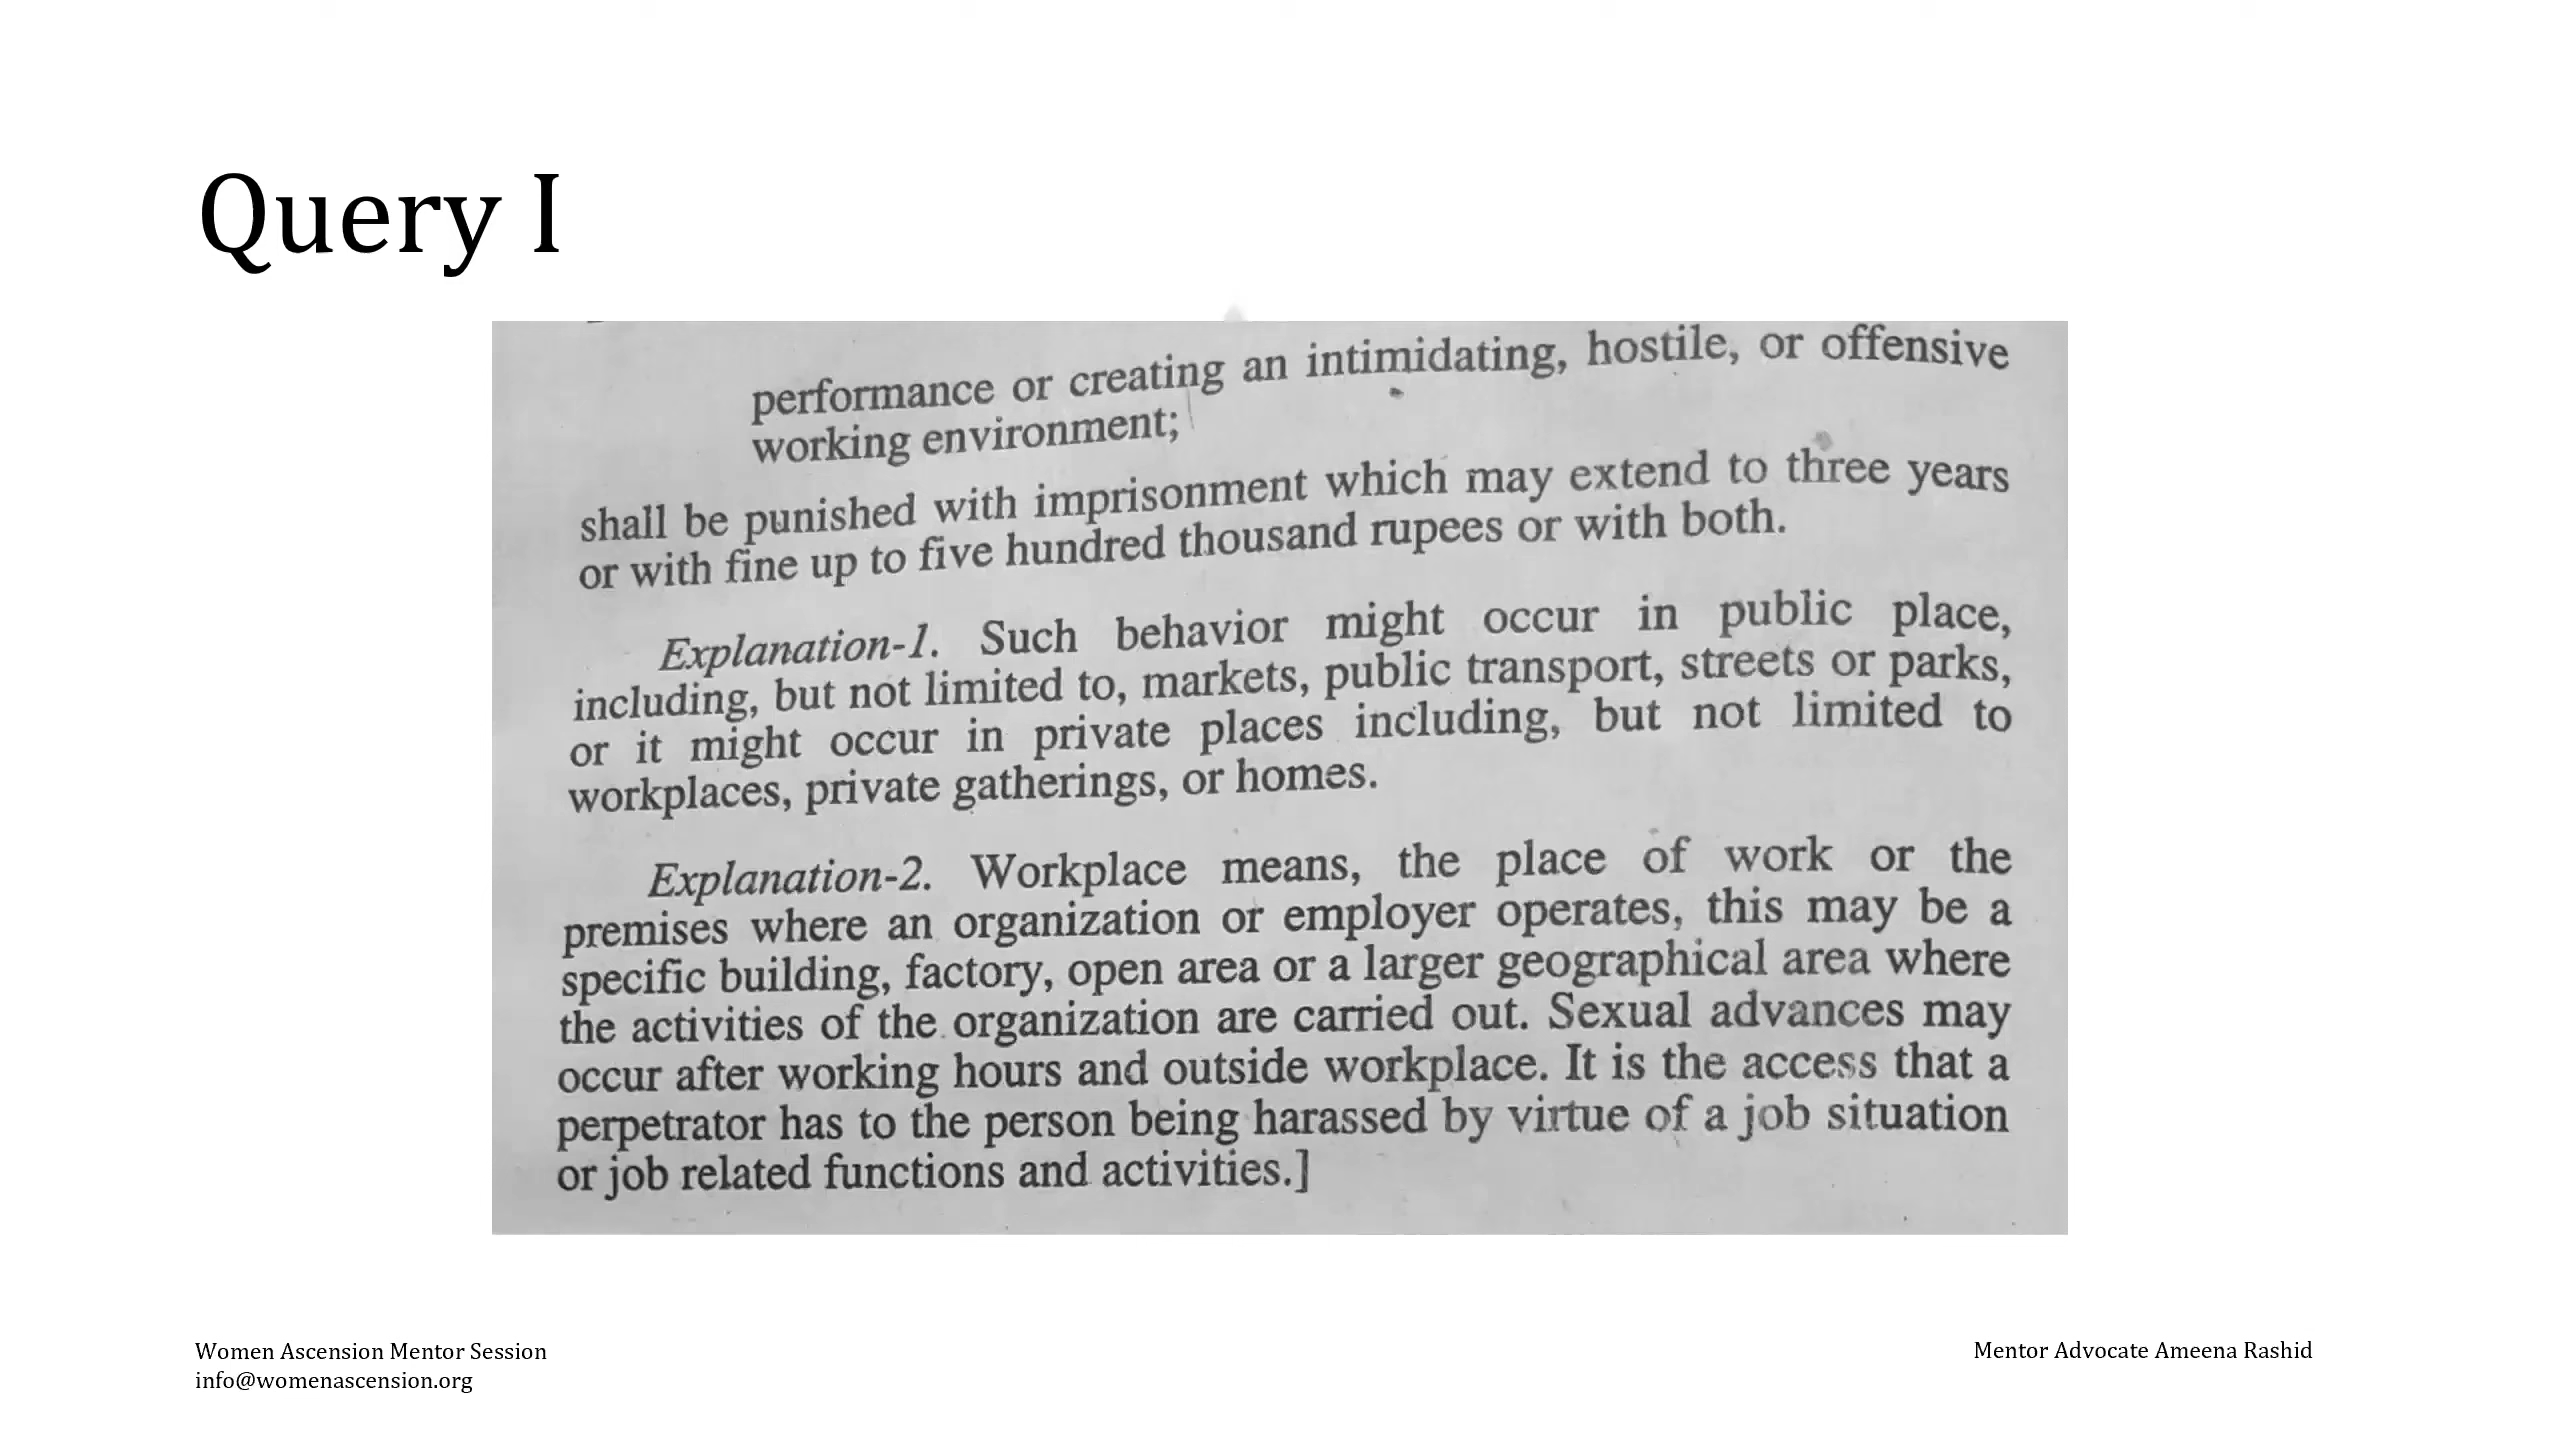 Query I
performance or creating an intimidating, hostile, or offensive
working environment;
shall be punished with imprisonment which may extend to three years
or with fine up to five hundred thousand rupees or with both.
Explanation-1. Such behavior might occur in public place,
including, but not limited to, markets, public transport, streets or parks,
or it might occur in private places including, but not limited to
workplaces, private gatherings, or homes.
Explanation-2. Workplace means, the place of work or the
premises where an organization or employer operates, this may be a
specific building, factory, open area or a larger geographical area where
the activities of the organization are carried out. Sexual advances may
occur after working hours and outside workplace. It is the access that a
perpetrator has to the person being harassed by virtue of a job situation
or job related functions and activities.]
Women Ascension Mentor Session
info@womenascension.org
Mentor Advocate Ameena Rashid